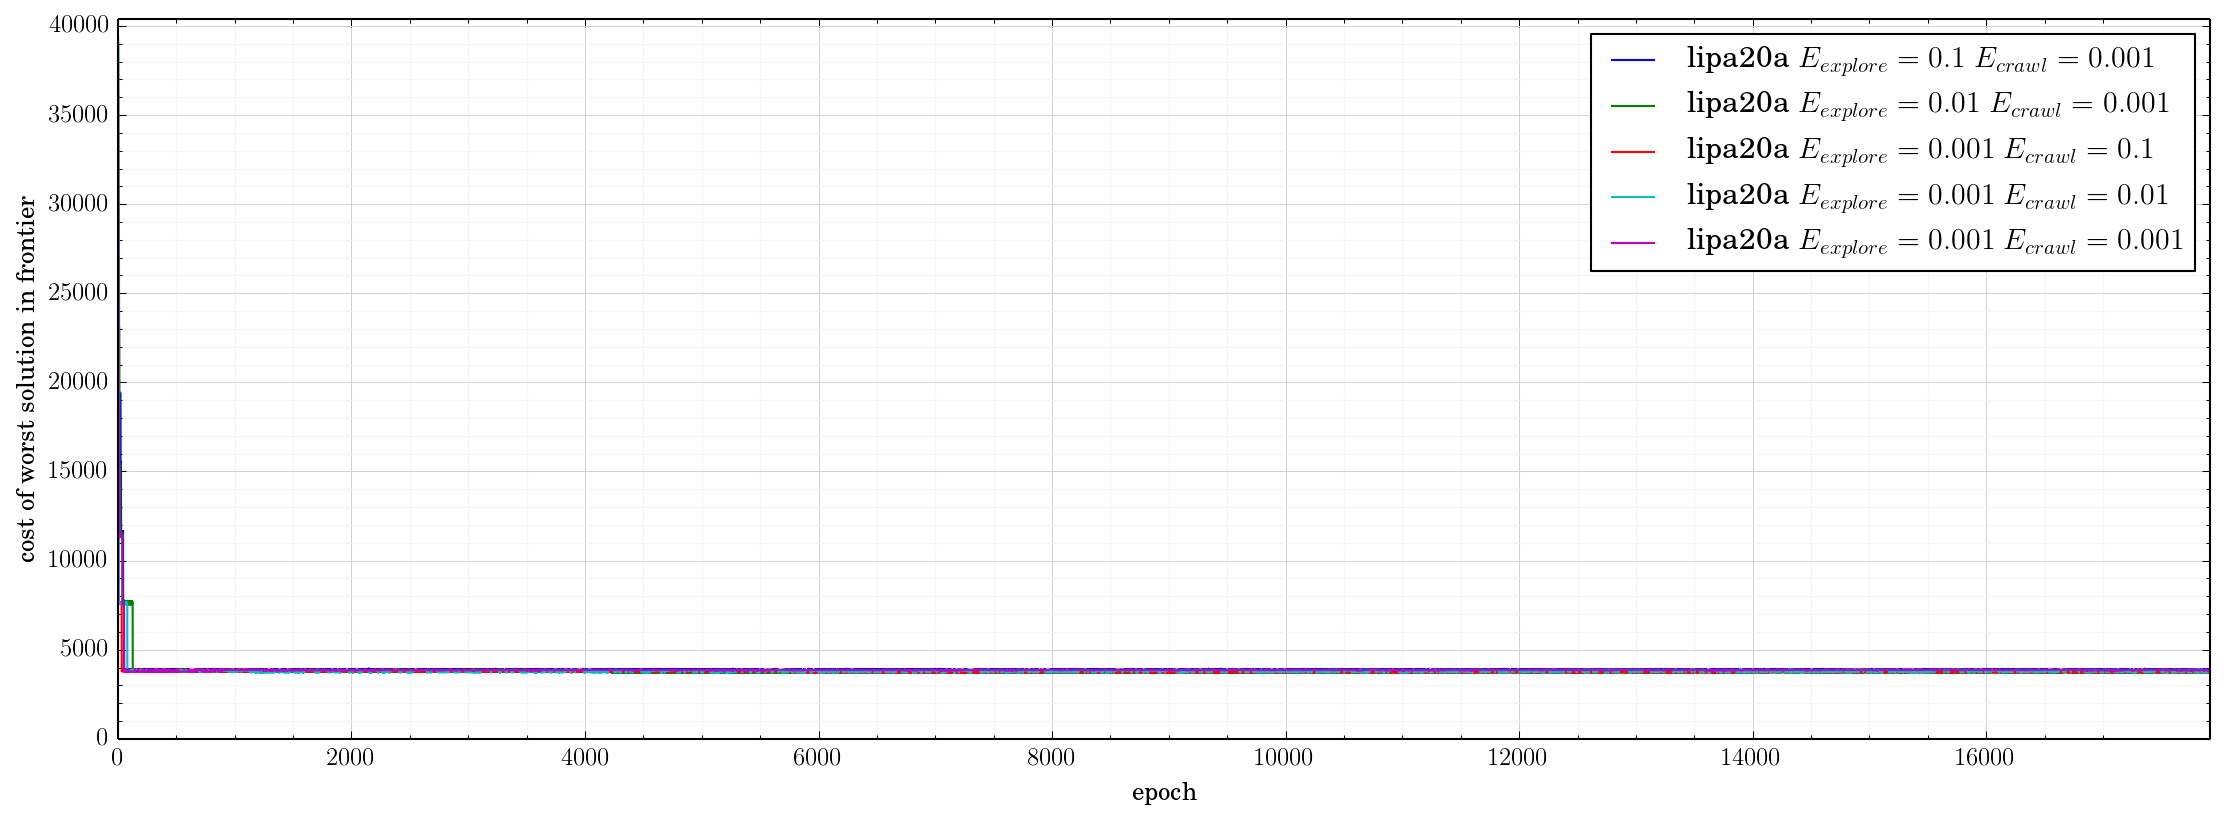 40000
35000
30000
25000
20000
15000
10000
5000
0
cost of worst solution in frontier
lipa20a E_explore = 0.1 E_crawl = 0.001
lipa20a E_explore = 0.01 E_crawl = 0.001
lipa20a E_explore = 0.001 E_crawl = 0.1
lipa20a E_explore = 0.001 E_crawl = 0.01
lipa20a E_explore = 0.001 E_crawl = 0.001
0 2000 4000 6000 8000 10000 12000 14000 16000
epoch